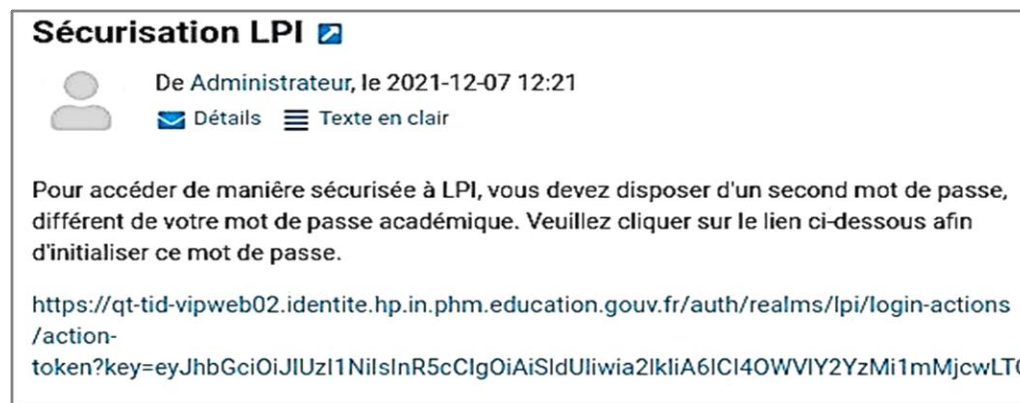 Sécurisation LPI
De Administrateur, le 2021-12-07 12:21
Détails Texte en clair
Pour accéder de manière sécurisée à LPI, vous devez disposer d'un second mot de passe,
différent de votre mot de passe académique. Veuillez cliquer sur le lien ci-dessous afin
d'initialiser ce mot de passe.
https://qt-tid-vipweb02.identite.hp.in.phm.education.gouv.fr/auth/realms/lpi/login-actions
/action-
token?key=eyJhbGciOiJIUzI1NiIsInR5cCIgOiAiSldUIiwia2lkIiA6ICI4OWVlY2YzMi1mMjcwLTC